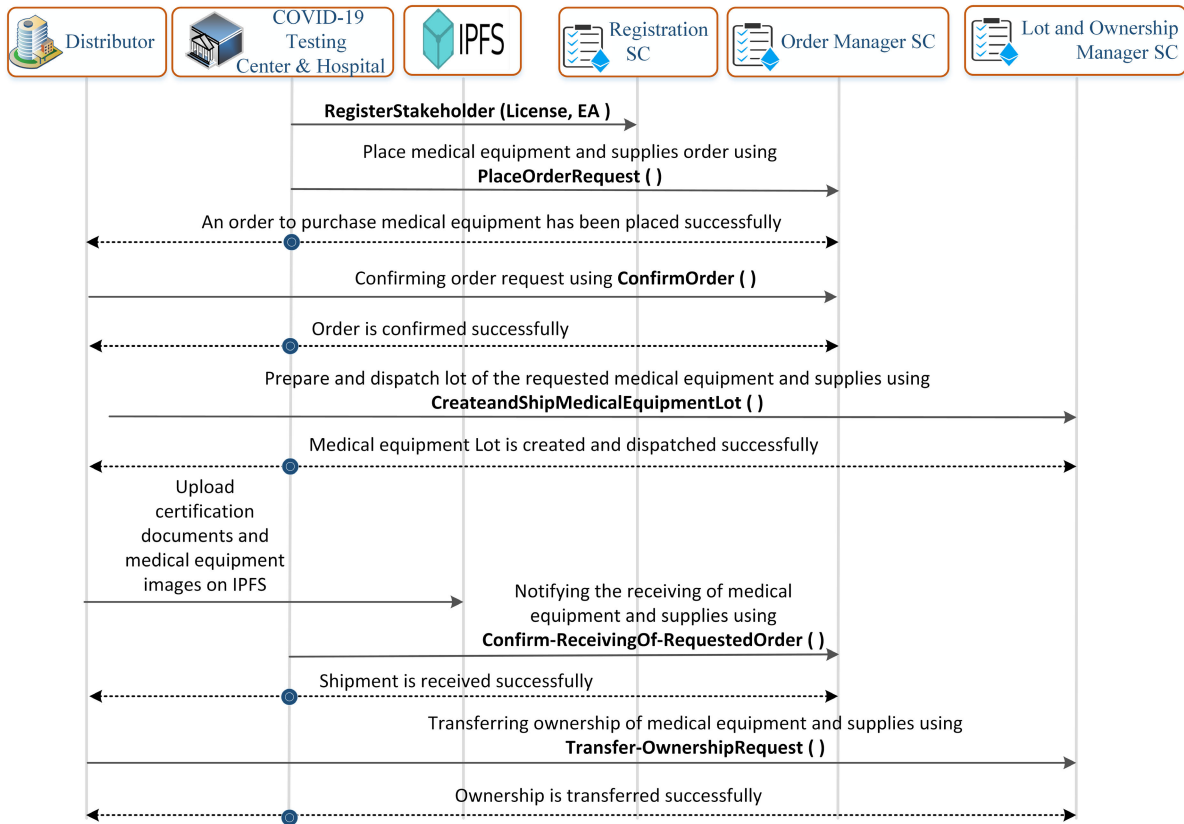 Distributor
COVID-19
Testing
Center & Hospital
IPFS
Registration
SC
Order Manager SC
Lot and Ownership
Manager SC
RegisterStakeholder (License, EA )
Place medical equipment and supplies order using
PlaceOrderRequest ( )
An order to purchase medical equipment has been placed successfully
Confirming order request using ConfirmOrder ( )
Order is confirmed successfully
Prepare and dispatch lot of the requested medical equipment and supplies using
CreateandShipMedicalEquipmentLot ( )
Medical equipment Lot is created and dispatched successfully
Upload
certification
documents and
medical equipment
images on IPFS
Notifying the receiving of medical
equipment and supplies using
Confirm-ReceivingOf-RequestedOrder ( )
Shipment is received successfully
Transferring ownership of medical equipment and supplies using
Transfer-OwnershipRequest ( )
Ownership is transferred successfully